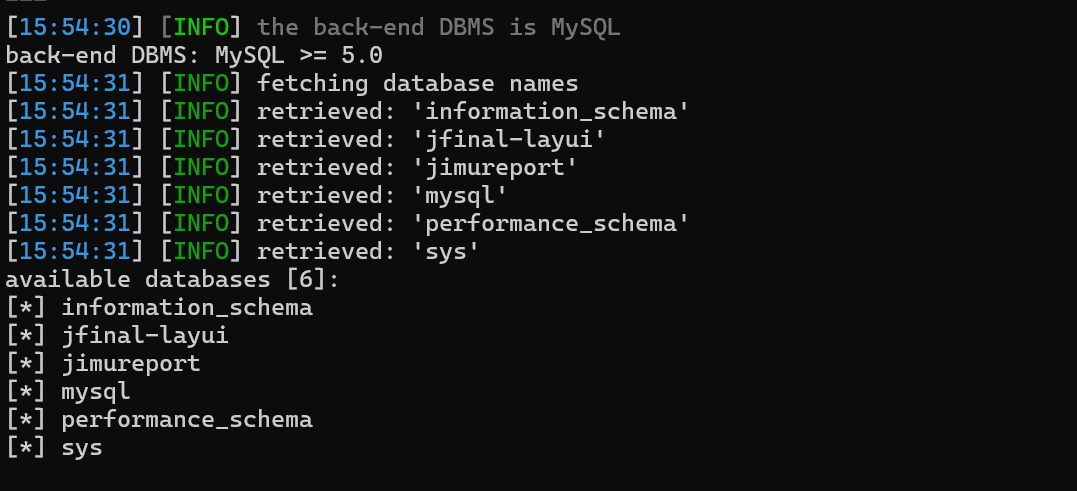 [15:54:30] [INFO] the back-end DBMS is MySQL
back-end DBMS: MySQL >= 5.0
[15:54:31] [INFO] fetching database names
[15:54:31] [INFO] retrieved: 'information_schema'
[15:54:31] [INFO] retrieved: 'jfinal-layui'
[15:54:31] [INFO] retrieved: 'jimureport'
[15:54:31] [INFO] retrieved: 'mysql'
[15:54:31] [INFO] retrieved: 'performance_schema'
[15:54:31] [INFO] retrieved: 'sys'
available databases [6]:
[*] information_schema
[*] jfinal-layui
[*] jimureport
[*] mysql
[*] performance_schema
[*] sys